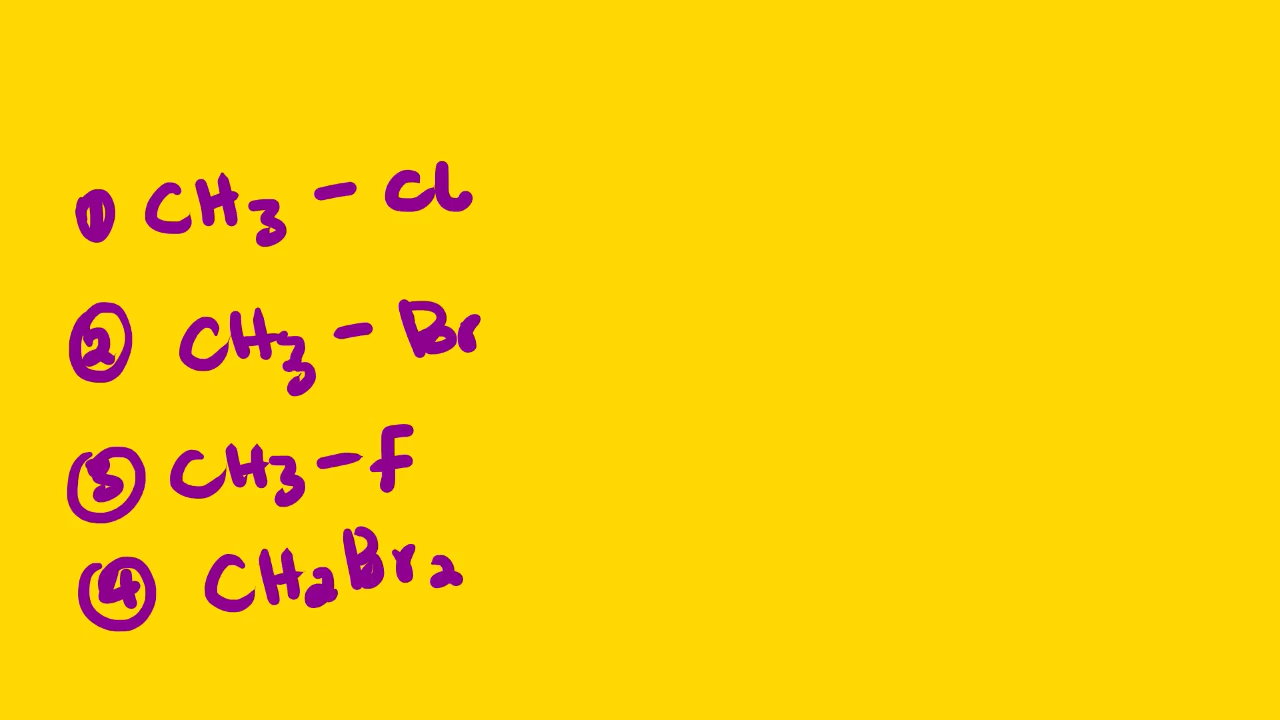 ① CH₃ - Cl
② CH₃ - Br
③ CH₃ - F
④ CH₂Br₂